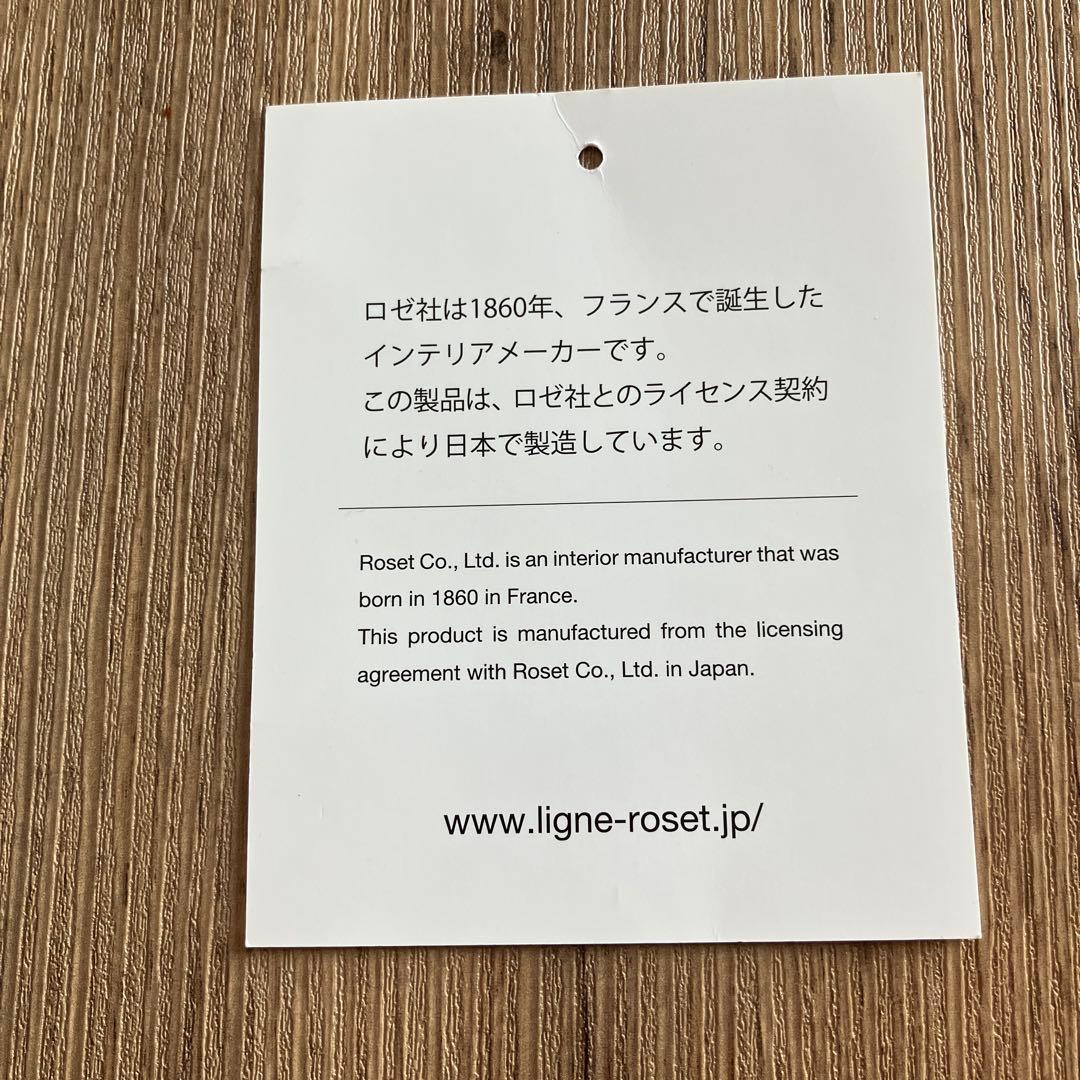 ロゼ社は1860年、フランスで誕生した
インテリアメーカーです。
この製品は、ロゼ社とのライセンス契約
により日本で製造しています。
Roset Co., Ltd. is an interior manufacturer that was
born in 1860 in France.
This product is manufactured from the licensing
agreement with Roset Co., Ltd. in Japan.
www.ligne-roset.jp/